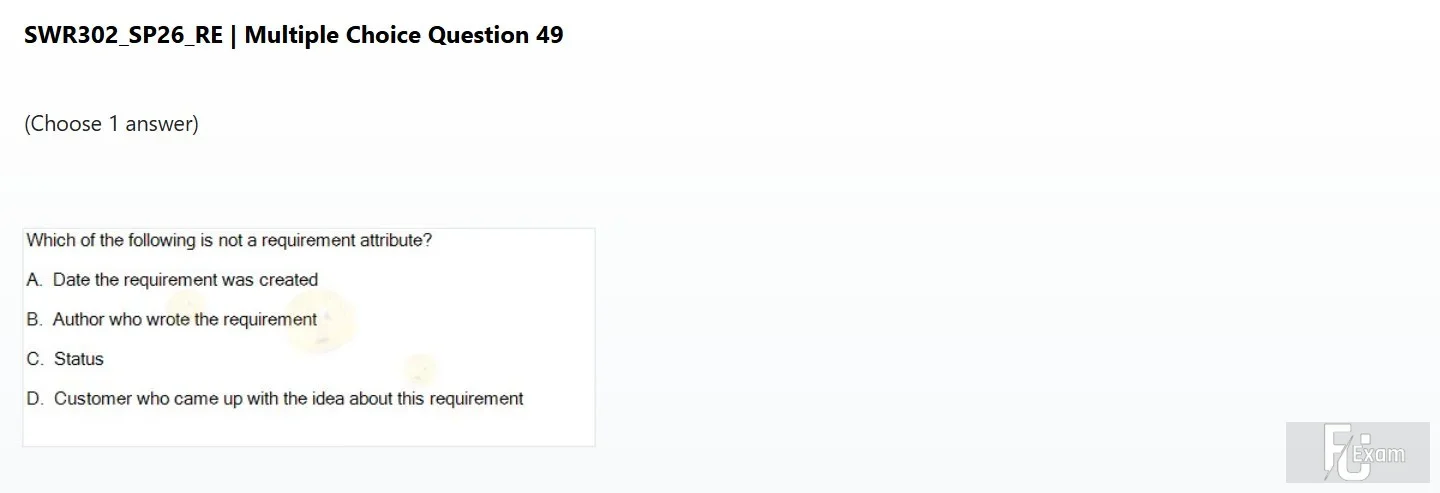 SWR302_SP26_RE | Multiple Choice Question 49
(Choose 1 answer)
Which of the following is not a requirement attribute?
A. Date the requirement was created
B. Author who wrote the requirement
C. Status
D. Customer who came up with the idea about this requirement
FU Exam